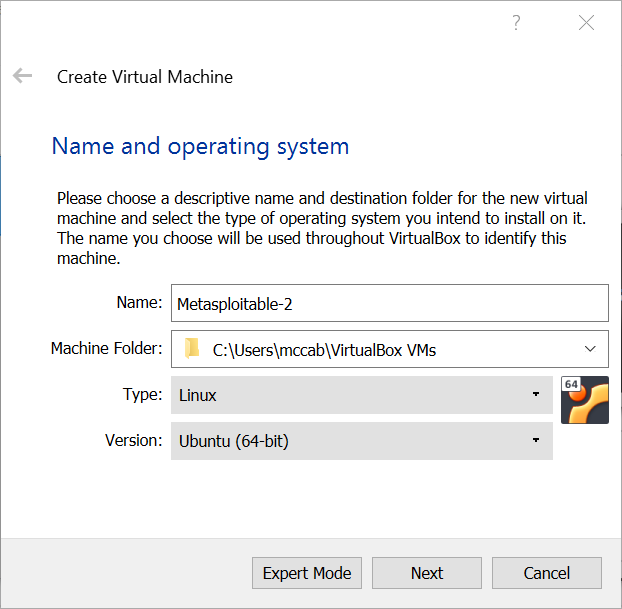 ?
Create Virtual Machine
Name and operating system
Please choose a descriptive name and destination folder for the new virtual
machine and select the type of operating system you intend to install on it.
The name you choose will be used throughout VirtualBox to identify this
machine.
Name: Metasploitable-2
Machine Folder: C:\Users\mccab\VirtualBox VMs
Type: Linux
64
Version: Ubuntu (64-bit)
Expert Mode Next Cancel